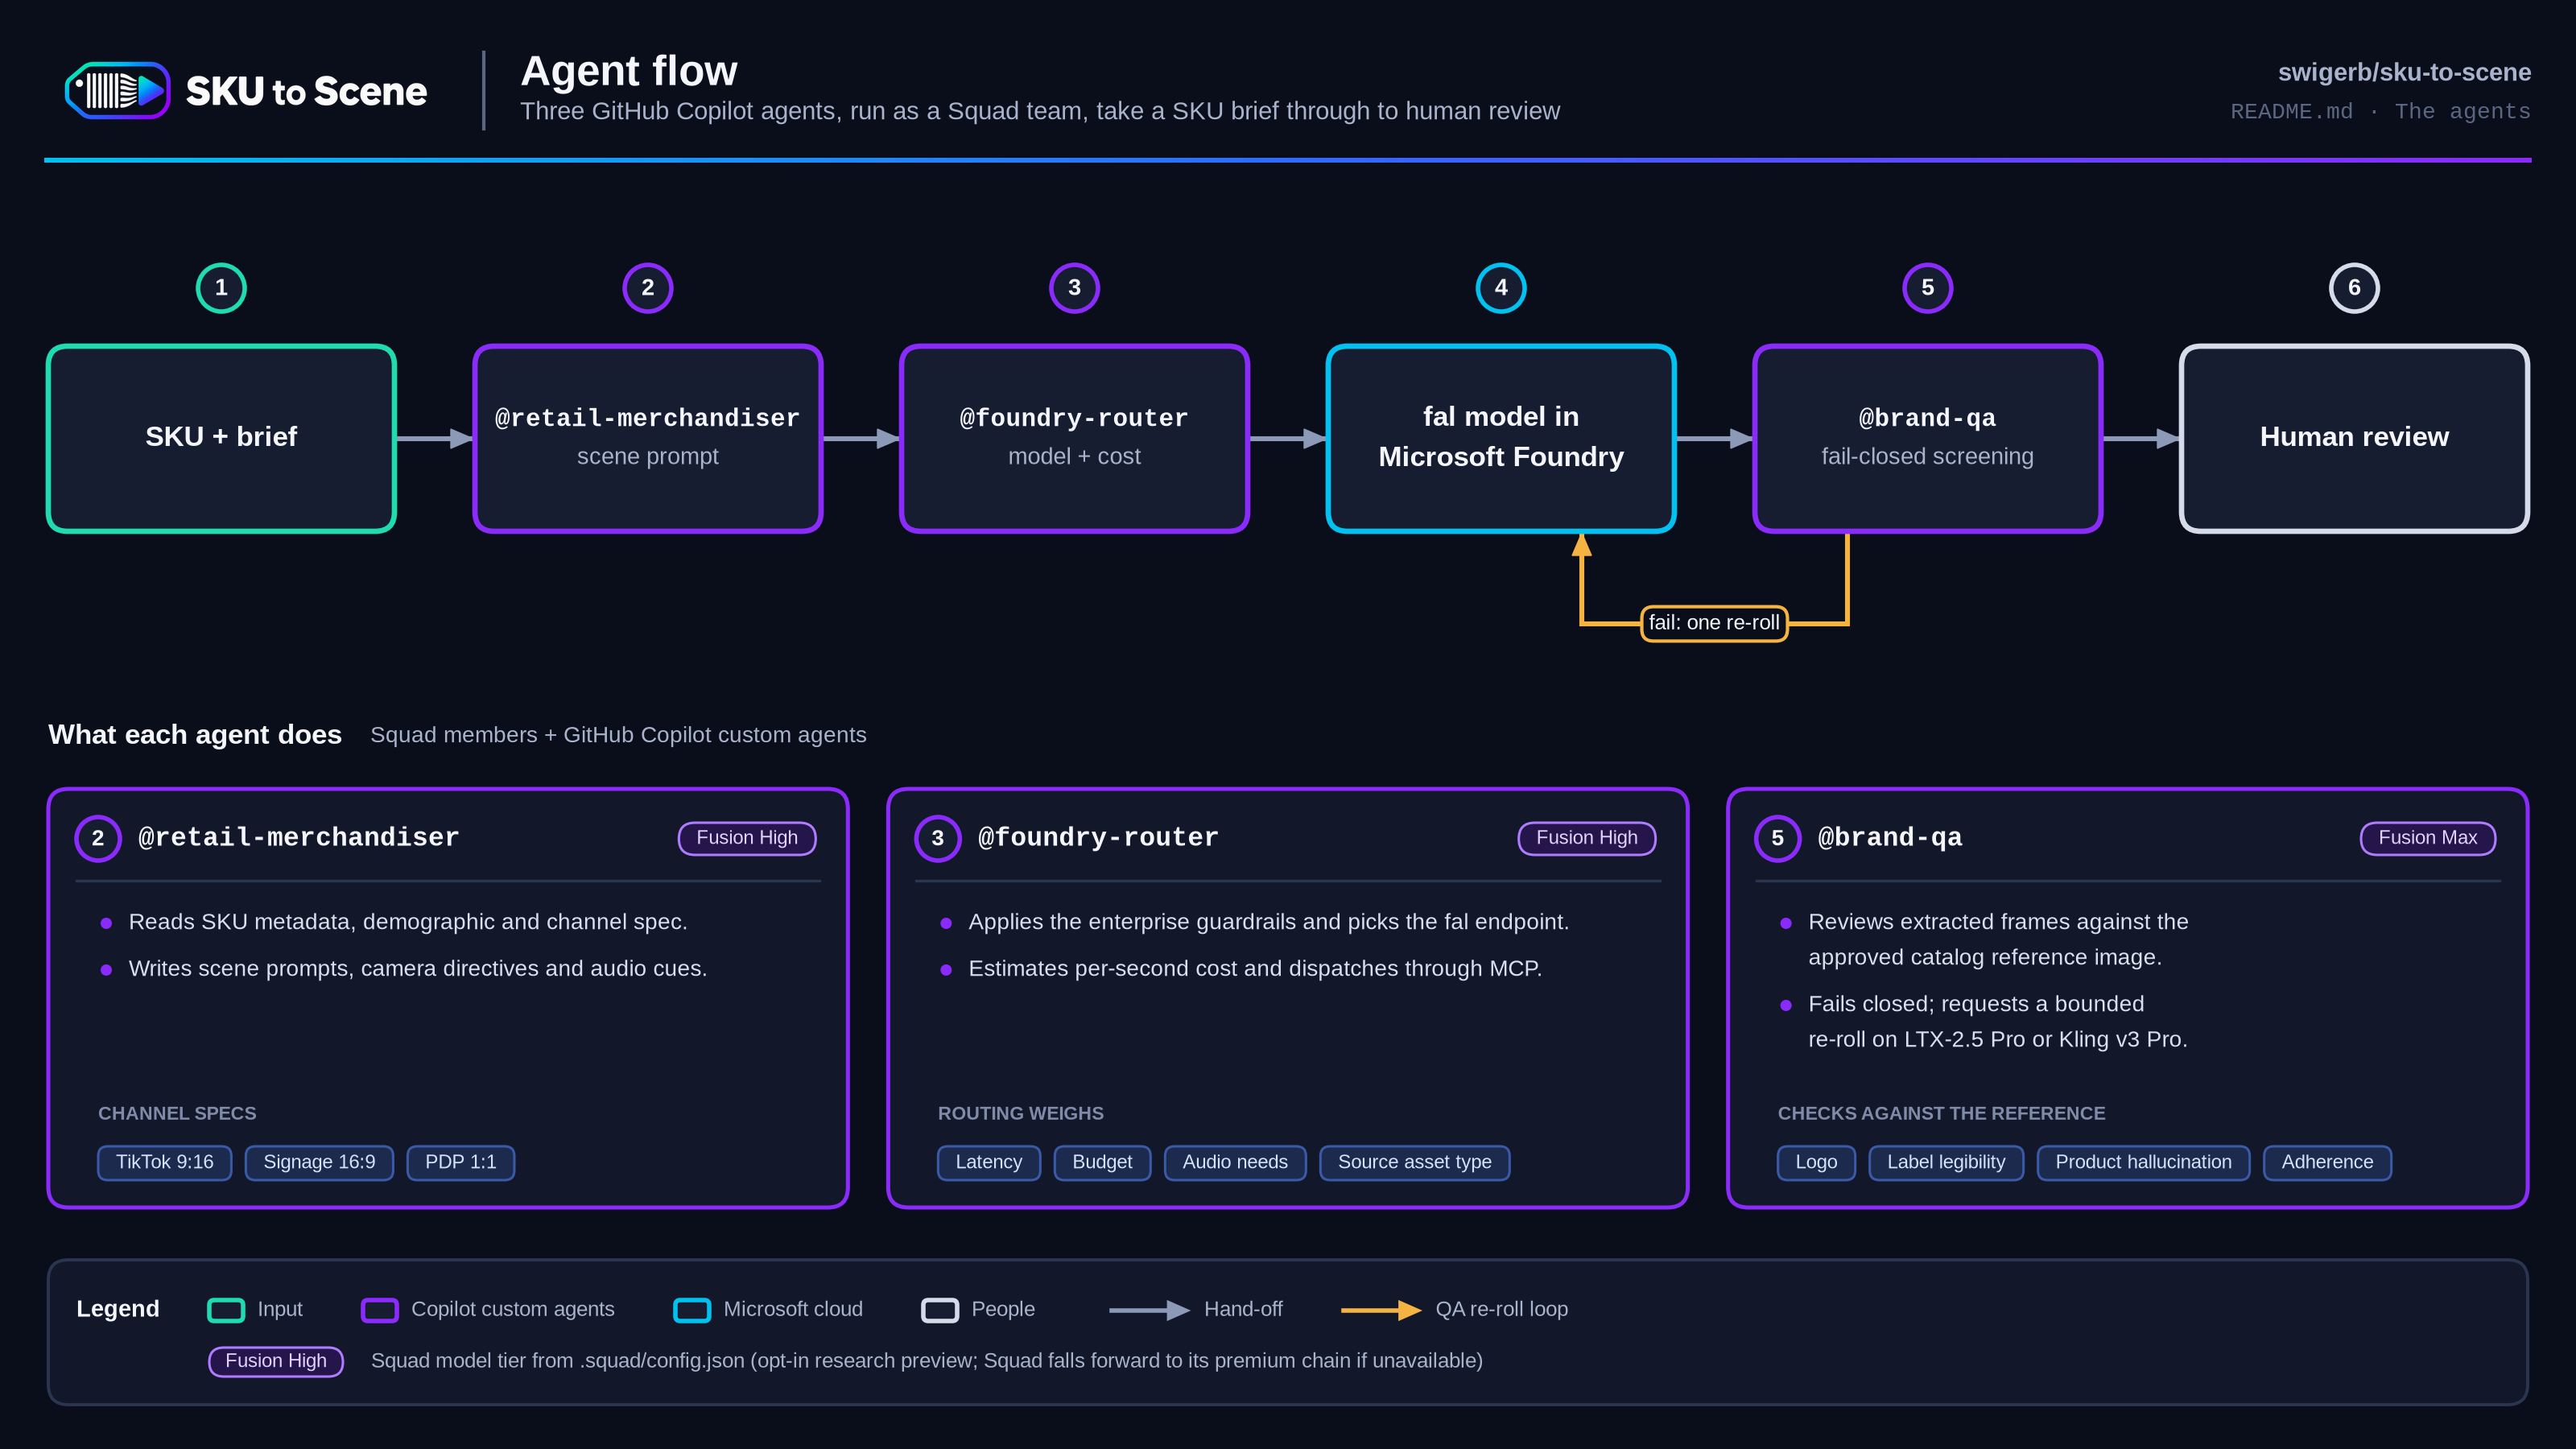 SKU to Scene
Agent flow
Three GitHub Copilot agents, run as a Squad team, take a SKU brief through to human review
swigerb/sku-to-scene
README.md · The agents
1
2
3
4
5
6
SKU + brief
@retail-merchandiser
scene prompt
@foundry-router
model + cost
fal model in
Microsoft Foundry
@brand-qa
fail-closed screening
Human review
fail: one re-roll
What each agent does
Squad members + GitHub Copilot custom agents
2
@retail-merchandiser
Fusion High
Reads SKU metadata, demographic and channel spec.
Writes scene prompts, camera directives and audio cues.
CHANNEL SPECS
TikTok 9:16
Signage 16:9
PDP 1:1
3
@foundry-router
Fusion High
Applies the enterprise guardrails and picks the fal endpoint.
Estimates per-second cost and dispatches through MCP.
ROUTING WEIGHS
Latency
Budget
Audio needs
Source asset type
5
@brand-qa
Fusion Max
Reviews extracted frames against the
approved catalog reference image.
Fails closed; requests a bounded
re-roll on LTX-2.5 Pro or Kling v3 Pro.
CHECKS AGAINST THE REFERENCE
Logo
Label legibility
Product hallucination
Adherence
Legend
Input
Copilot custom agents
Microsoft cloud
People
Hand-off
QA re-roll loop
Fusion High
Squad model tier from .squad/config.json (opt-in research preview; Squad falls forward to its premium chain if unavailable)